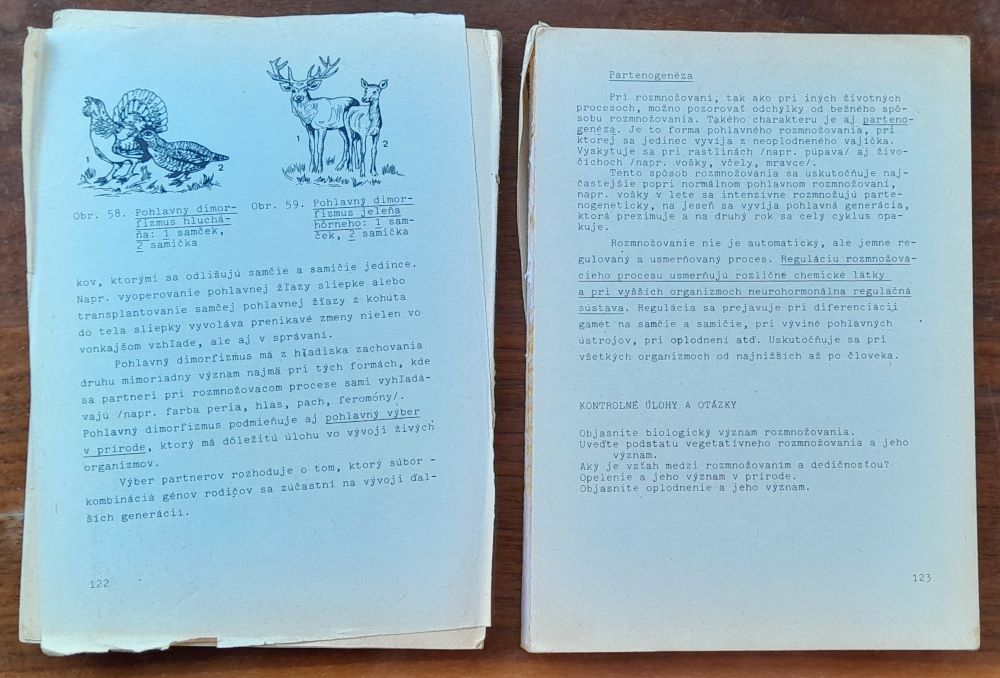 1
2
1
2
Obr. 58. Pohlavný dimor-
fizmus hluchá-
ňa: 1 samček,
2 samička
Obr. 59. Pohlavný dimor-
fizmus jeleňa
hôrneho: 1 sam-
ček, 2 samička
kov, ktorými sa odlišujú samčie a samičie jedince.
Napr. vyoperovanie pohlavnej žľazy sliepke alebo
transplantovanie samčej pohlavnej žľazy z kohúta
do tela sliepky vyvoláva prenikavé zmeny nielen vo
vonkajšom vzhľade, ale aj v správaní.
Pohlavný dimorfizmus má z hľadiska zachovania
druhu mimoriadny význam najmä pri tých formách, kde
sa partneri pri rozmnožovacom procese sami vyhľadá-
vajú /napr. farba peria, hlas, pach, feromóny/.
Pohlavný dimorfizmus podmieňuje aj pohlavný výber
v prírode, ktorý má dôležitú úlohu vo vývoji živých
organizmov.
Výber partnerov rozhoduje o tom, ktorý súbor -
kombinácia génov rodičov sa zúčastní na vývoji ďal-
ších generácií.
122
Partenogenéza
Pri rozmnožovaní, tak ako pri iných životných
procesoch, možno pozorovať odchýlky od bežného spô-
sobu rozmnožovania. Takého charakteru je aj parteno-
genéza. Je to forma pohlavného rozmnožovania, pri
ktorej sa jedinec vyvíja z neoplodneného vajíčka.
Vyskytuje sa pri rastlinách /napr. púpava/ aj živo-
číchoch /napr. vošky, včely, mravce/.
Tento spôsob rozmnožovania sa uskutočňuje naj-
častejšie popri normálnom pohlavnom rozmnožovaní,
napr. vošky v lete sa intenzívne rozmnožujú parte-
nogeneticky, na jeseň sa vyvíja pohlavná generácia,
ktorá prezimuje a na druhý rok sa celý cyklus opa-
kuje.
Rozmnožovanie nie je automatický, ale jemne re-
gulovaný a usmerňovaný proces. Reguláciu rozmnožova-
cieho procesu usmerňujú rozličné chemické látky
a pri vyšších organizmoch neurohormonálna regulačná
sústava. Regulácia sa prejavuje pri diferenciácii
gamét na samčie a samičie, pri vývine pohlavných
ústrojov, pri oplodnení atď. Uskutočňuje sa pri
všetkých organizmoch od najnižších až po človeka.
KONTROLNÉ ÚLOHY A OTÁZKY
Objasnite biologický význam rozmnožovania.
Uveďte podstatu vegetatívneho rozmnožovania a jeho
význam.
Aký je vzťah medzi rozmnožovaním a dedičnosťou?
Opelenie a jeho význam v prírode.
Objasnite oplodnenie a jeho význam.
123